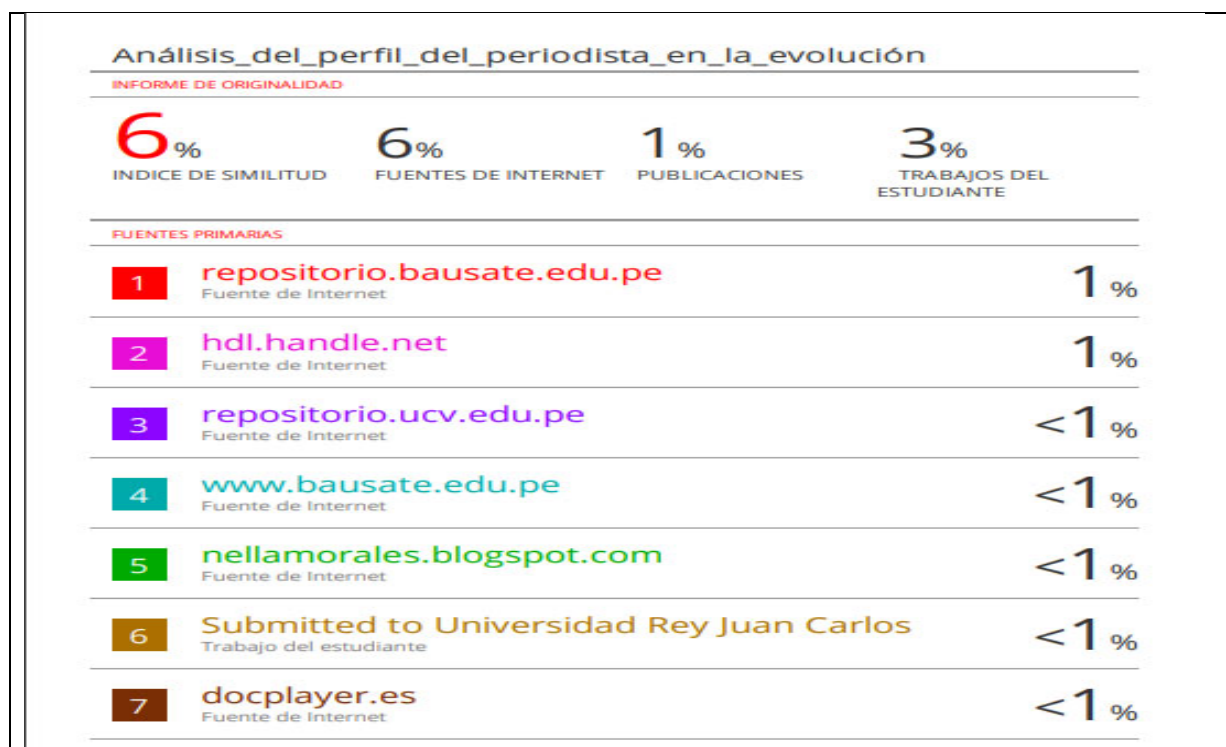 Análisis_del_perfil_del_periodista_en_la_evolución
INFORME DE ORIGINALIDAD
6% 6% 1% 3%
INDICE DE SIMILITUD FUENTES DE INTERNET PUBLICACIONES TRABAJOS DEL
ESTUDIANTE
FUENTES PRIMARIAS
1 repositorio.bausate.edu.pe 1%
Fuente de Internet
2 hdl.handle.net 1%
Fuente de Internet
3 repositorio.ucv.edu.pe <1%
Fuente de Internet
4 www.bausate.edu.pe <1%
Fuente de Internet
5 nellamorales.blogspot.com <1%
Fuente de Internet
6 Submitted to Universidad Rey Juan Carlos <1%
Trabajo del estudiante
7 docplayer.es <1%
Fuente de Internet